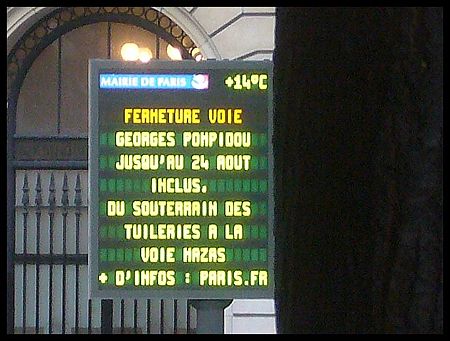 MAIRIE DE PARIS +14°C
FERMETURE VOIE
GEORGES POMPIDOU
JUSQU'AU 24 AOUT
INCLUS.
DU SOUTERRAIN DES
TUILERIES A LA
VOIE MAZAS
+ D'INFOS : PARIS.FR